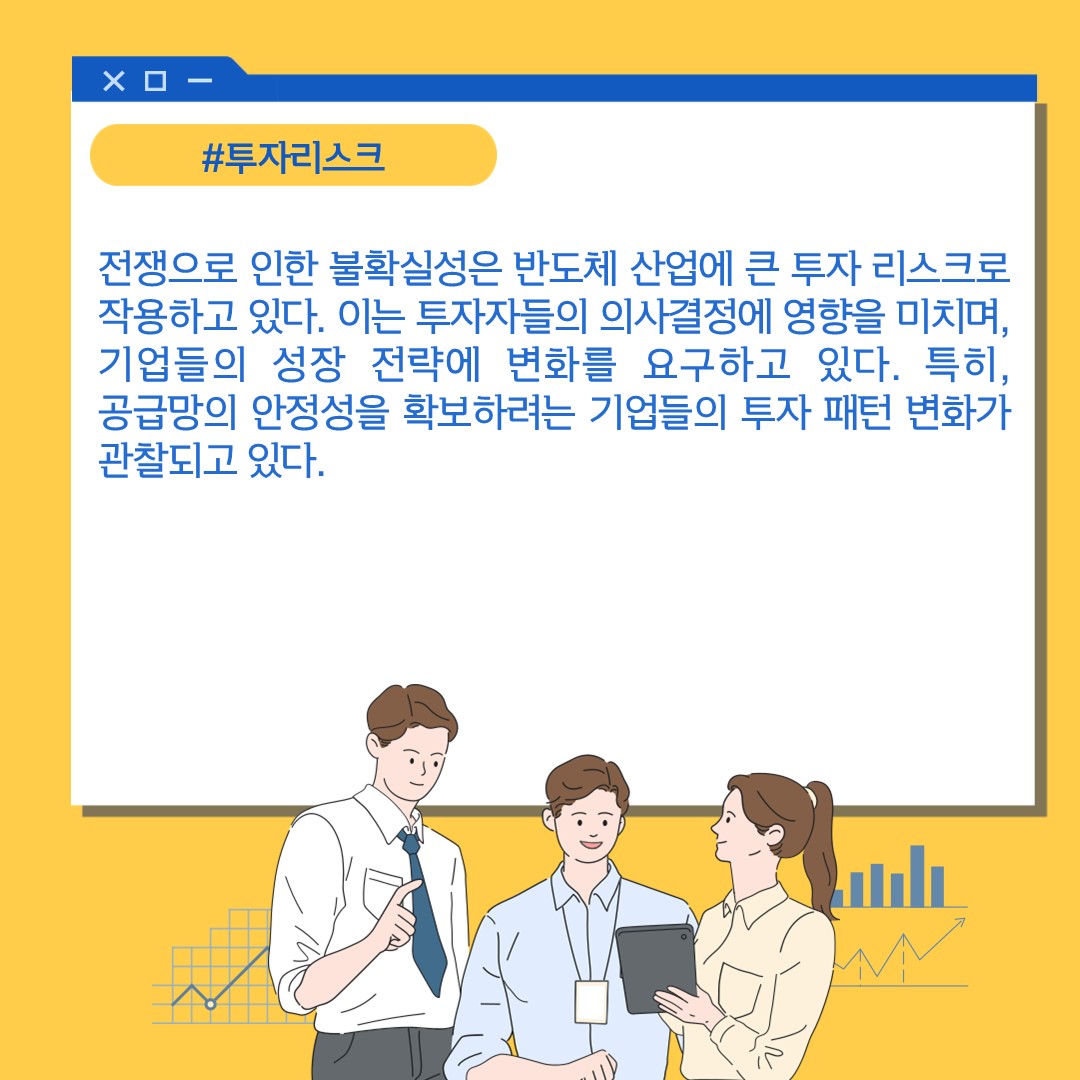 #투자리스크
전쟁으로 인한 불확실성은 반도체 산업에 큰 투자 리스크로
작용하고 있다. 이는 투자자들의 의사결정에 영향을 미치며,
기업들의 성장 전략에 변화를 요구하고 있다. 특히,
공급망의 안정성을 확보하려는 기업들의 투자 패턴 변화가
관찰되고 있다.